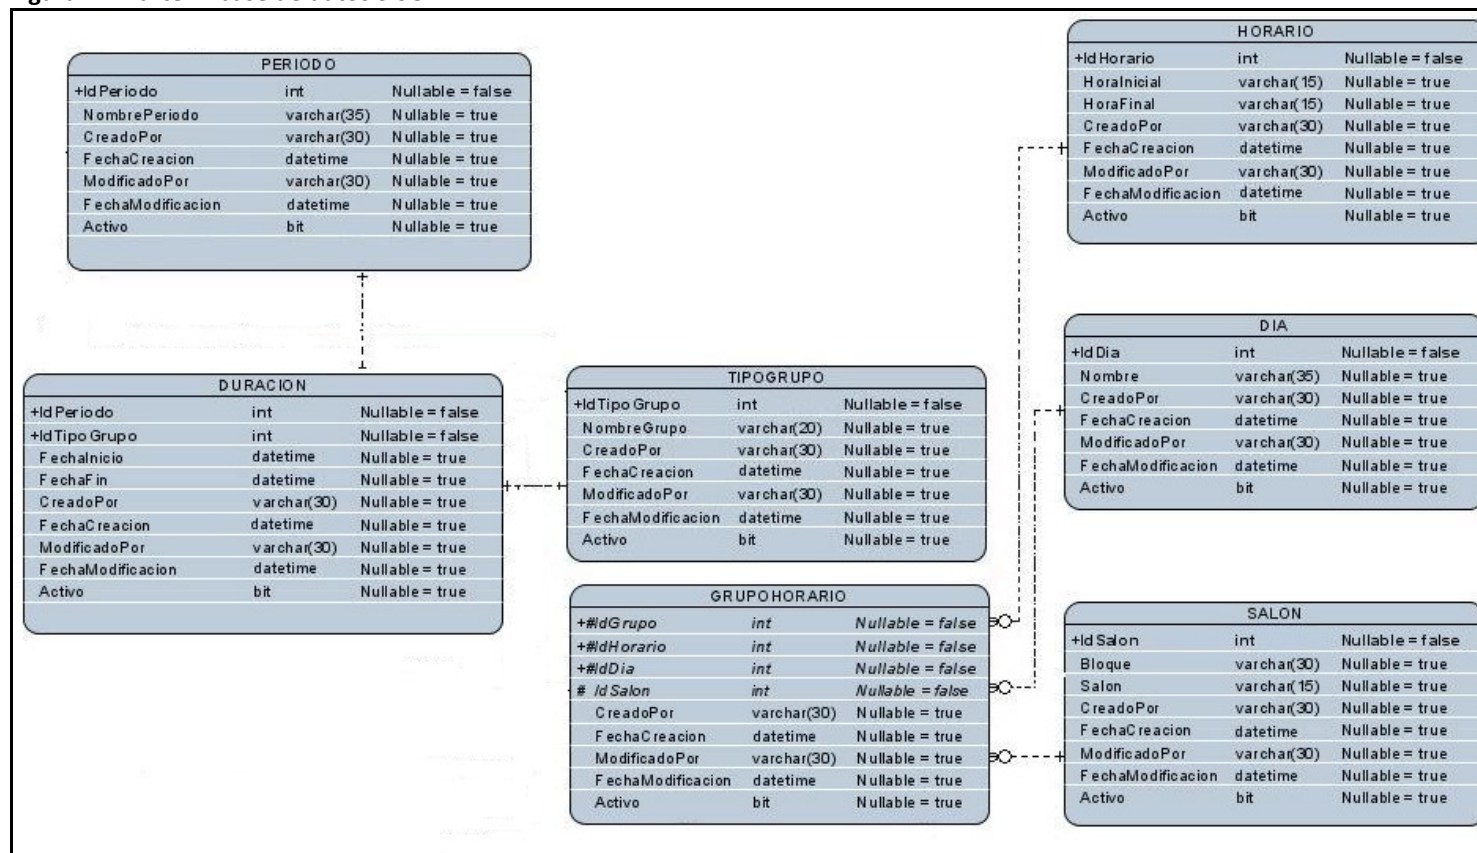 PERIODO
+IdPeriodo int Nullable = false
NombrePeriodo varchar(35) Nullable = true
CreadoPor varchar(30) Nullable = true
FechaCreacion datetime Nullable = true
ModificadoPor varchar(30) Nullable = true
FechaModificacion datetime Nullable = true
Activo bit Nullable = true
HORARIO
+IdHorario int Nullable = false
HoraInicial varchar(15) Nullable = true
HoraFinal varchar(15) Nullable = true
CreadoPor varchar(30) Nullable = true
FechaCreacion datetime Nullable = true
ModificadoPor varchar(30) Nullable = true
FechaModificacion datetime Nullable = true
Activo bit Nullable = true
DURACION
+IdPeriodo int Nullable = false
+IdTipoGrupo int Nullable = false
FechaInicio datetime Nullable = true
FechaFin datetime Nullable = true
CreadoPor varchar(30) Nullable = true
FechaCreacion datetime Nullable = true
ModificadoPor varchar(30) Nullable = true
FechaModificacion datetime Nullable = true
Activo bit Nullable = true
TIPOGRUPO
+IdTipoGrupo int Nullable = false
NombreGrupo varchar(20) Nullable = true
CreadoPor varchar(30) Nullable = true
FechaCreacion datetime Nullable = true
ModificadoPor varchar(30) Nullable = true
FechaModificacion datetime Nullable = true
Activo bit Nullable = true
DIA
+IdDia int Nullable = false
Nombre varchar(35) Nullable = true
CreadoPor varchar(30) Nullable = true
FechaCreacion datetime Nullable = true
ModificadoPor varchar(30) Nullable = true
FechaModificacion datetime Nullable = true
Activo bit Nullable = true
GRUPOHORARIO
+#IdGrupo int Nullable = false
+#IdHorario int Nullable = false
+#IdDia int Nullable = false
# IdSalon int Nullable = false
CreadoPor varchar(30) Nullable = true
FechaCreacion datetime Nullable = true
ModificadoPor varchar(30) Nullable = true
FechaModificacion datetime Nullable = true
Activo bit Nullable = true
SALON
+IdSalon int Nullable = false
Bloque varchar(30) Nullable = true
Salon varchar(15) Nullable = true
CreadoPor varchar(30) Nullable = true
FechaCreacion datetime Nullable = true
ModificadoPor varchar(30) Nullable = true
FechaModificacion datetime Nullable = true
Activo bit Nullable = true